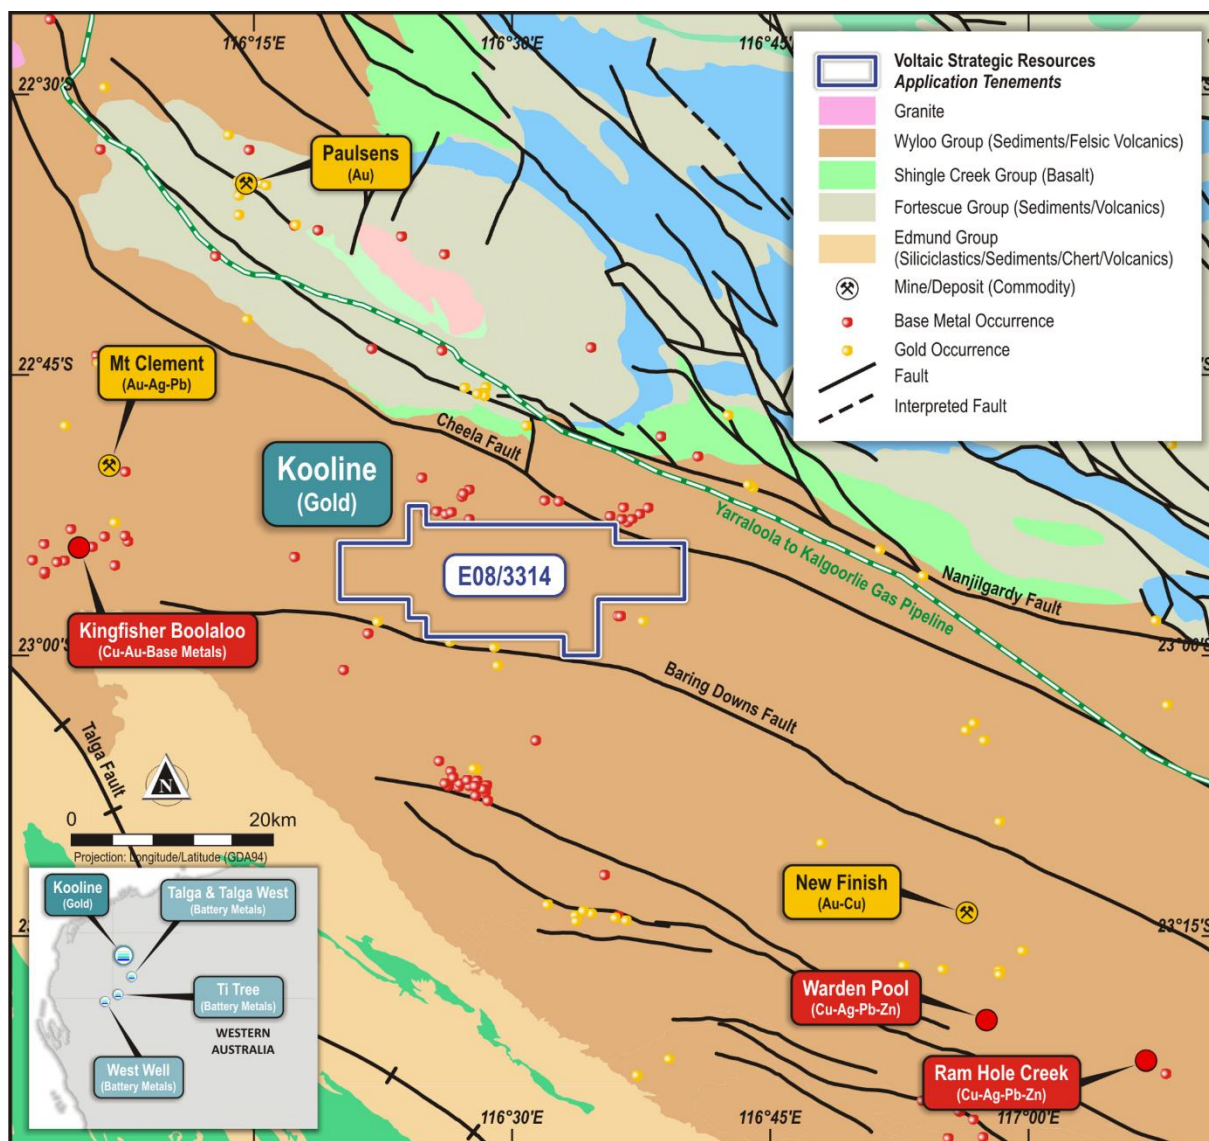 116°15'E
116°30'E
116°45'
22°30'S
Voltaic Strategic Resources
Application Tenements
Granite
Wyloo Group (Sediments/Felsic Volcanics)
Shingle Creek Group (Basalt)
Fortescue Group (Sediments/Volcanics)
Edmund Group
(Siliciclastics/Sediments/Chert/Volcanics)
Mine/Deposit (Commodity)
Base Metal Occurrence
Gold Occurrence
Fault
Interpreted Fault
Paulsens
(Au)
22°45'S
Mt Clement
(Au-Ag-Pb)
Cheela Fault
Kooline
(Gold)
E08/3314
Yarraloola to Kalgoorlie Gas Pipeline
Nanjilgardy Fault
Kingfisher Boolaloo
(Cu-Au-Base Metals)
23°00'S
23°00'S
Baring Downs Fault
Talga Fault
N
0
20km
Projection: Longitude/Latitude (GDA94)
Kooline
(Gold)
Talga & Talga West
(Battery Metals)
Ti Tree
(Battery Metals)
WESTERN
AUSTRALIA
West Well
(Battery Metals)
New Finish
(Au-Cu)
23°15'S
Warden Pool
(Cu-Ag-Pb-Zn)
Ram Hole Creek
(Cu-Ag-Pb-Zn)
116°30'E
116°45'E
117°00'E